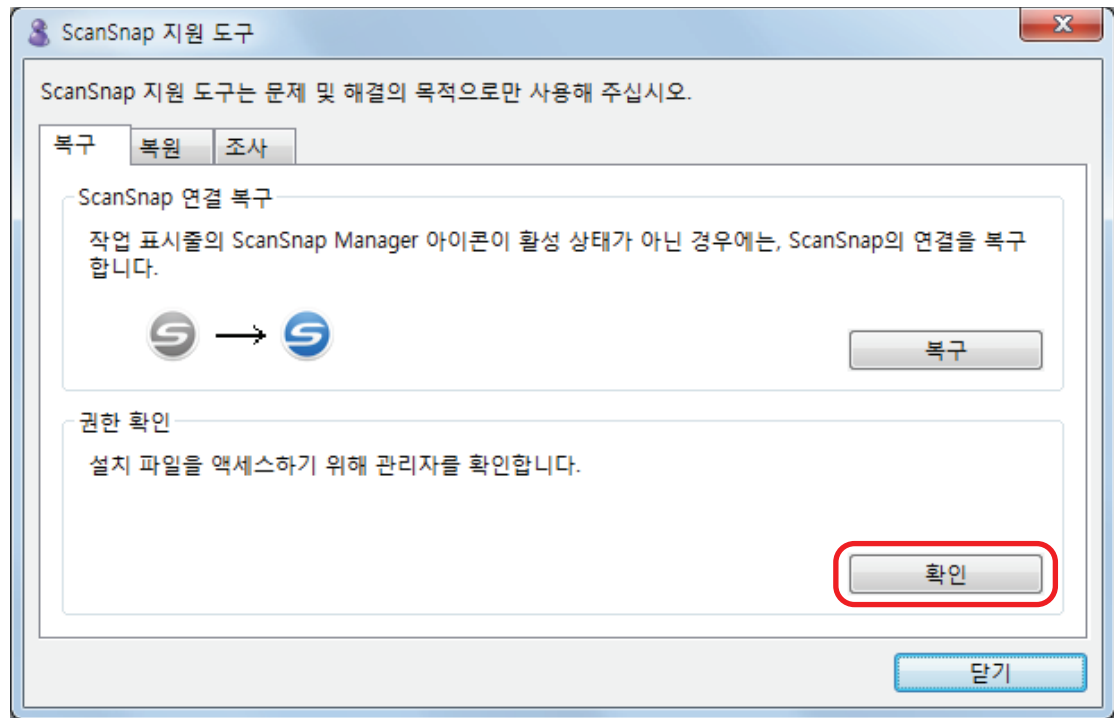 ScanSnap 지원 도구
ScanSnap 지원 도구는 문제 및 해결의 목적으로만 사용해 주십시오.
복구 복원 조사
ScanSnap 연결 복구
작업 표시줄의 ScanSnap Manager 아이콘이 활성 상태가 아닌 경우에는, ScanSnap의 연결을 복구
합니다.
복구
권한 확인
설치 파일을 액세스하기 위해 관리자를 확인합니다.
확인
닫기